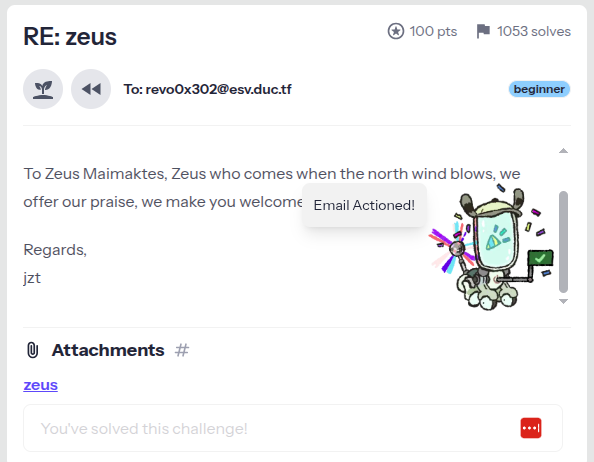 RE: zeus
100 pts
1053 solves
To: revo0x302@esv.duc.tf
beginner
To Zeus Maimaktes, Zeus who comes when the north wind blows, we
offer our praise, we make you welcome
Email Actioned!
Regards,
jzt
Attachments #
zeus
You've solved this challenge!